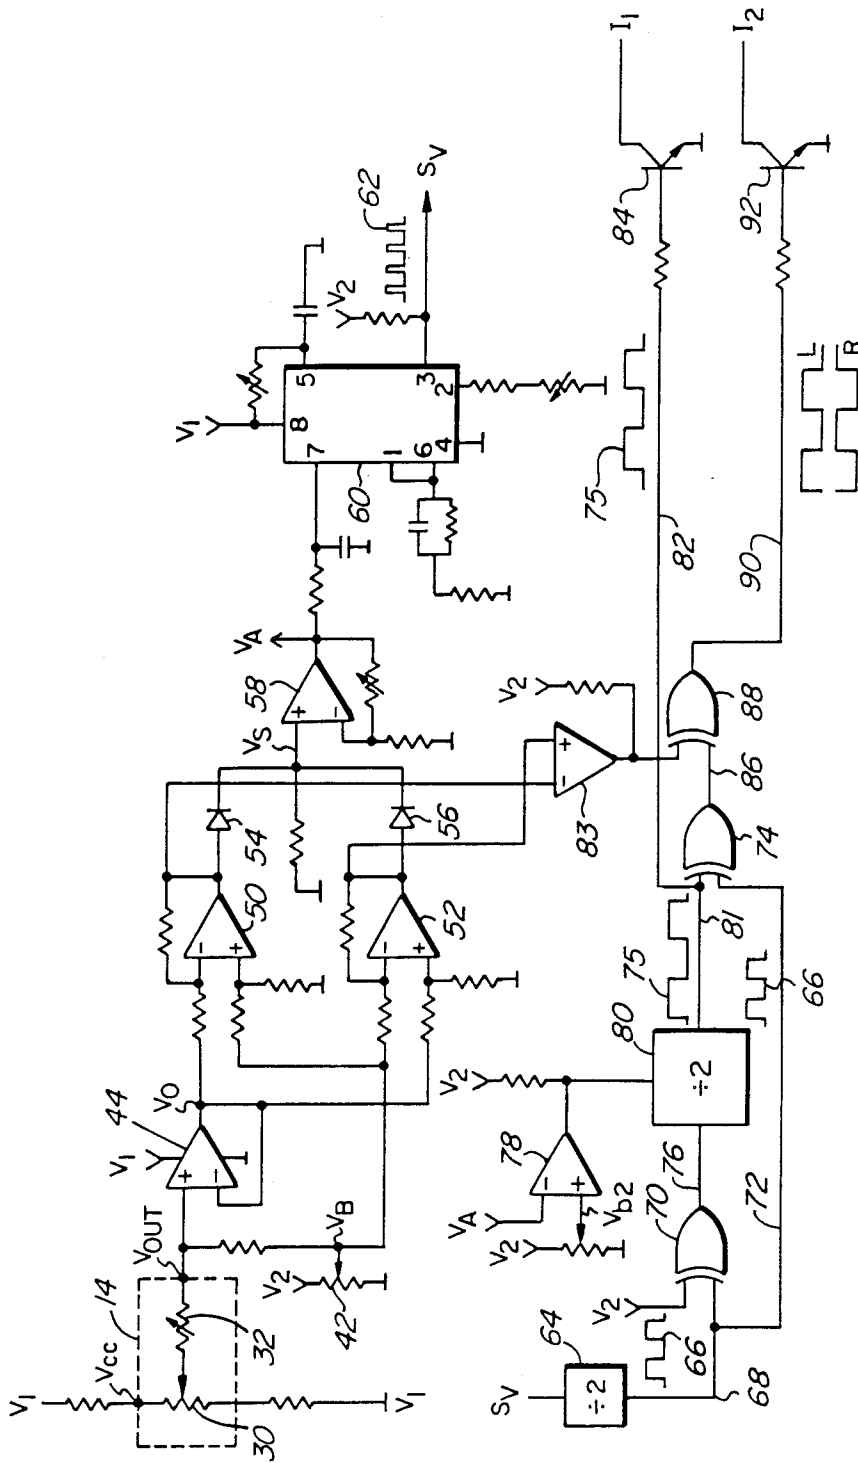 V1
VCC
14
VOUT
44
V1
VO
30
32
V2
42
VB
+
−
−
+
50
54
−
+
52
56
VS
58
+
−
VA
V1
7
8
5
60
1
6
4
2
3
V2
62
SV
V1
SV
64
÷2
66
68
V2
70
76
72
VA
V2
Vb2
−
+
78
V2
80
÷2
75
81
66
74
86
88
−
+
83
V2
82
75
90
84
92
L
R
I1
I2